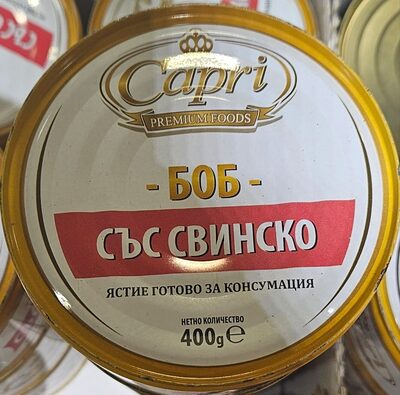 Capri
PREMIUM FOODS
- БОБ -
СЪС СВИНСКО
ЯСТИЕ ГОТОВО ЗА КОНСУМАЦИЯ
НЕТНО КОЛИЧЕСТВО
400g℮